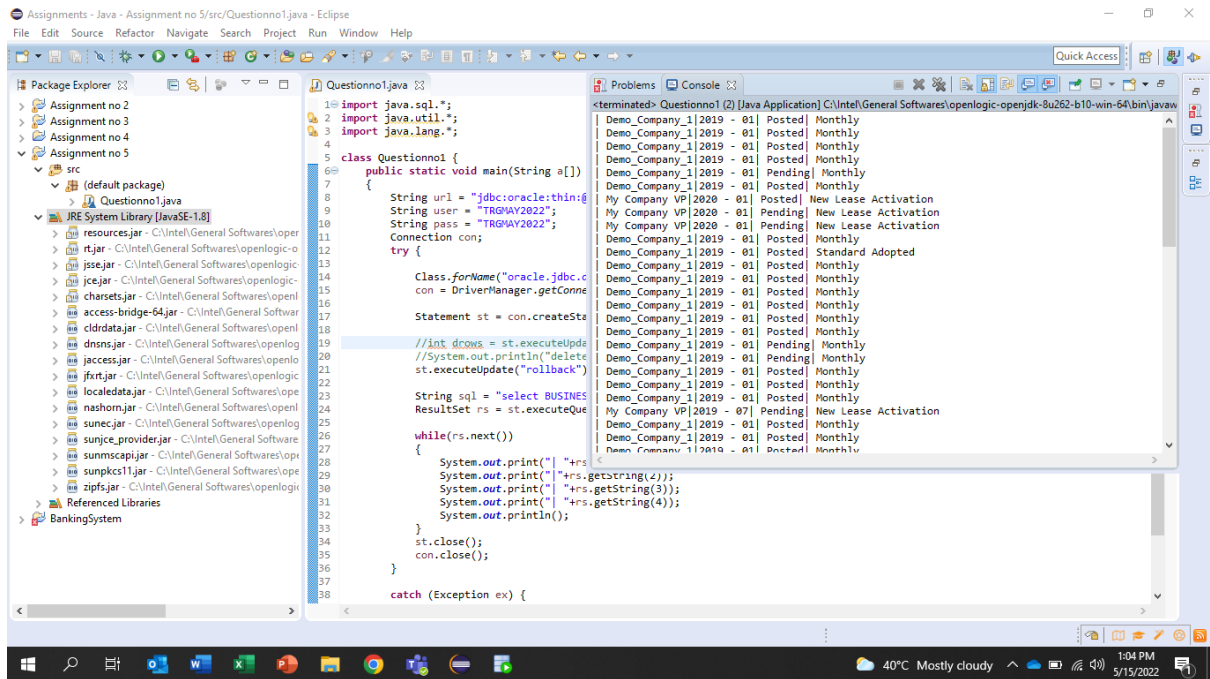 Assignments - Java - Assignment no 5/src/Questionno1.java - Eclipse
File Edit Source Refactor Navigate Search Project Run Window Help
Quick Access
Package Explorer
Assignment no 2
Assignment no 3
Assignment no 4
Assignment no 5
src
(default package)
Questionno1.java
JRE System Library [JavaSE-1.8]
resources.jar - C:\Intel\General Softwares\oper
rt.jar - C:\Intel\General Softwares\openlogic-o
jsse.jar - C:\Intel\General Softwares\openlogic-
jce.jar - C:\Intel\General Softwares\openlogic-
charsets.jar - C:\Intel\General Softwares\openl
access-bridge-64.jar - C:\Intel\General Softwar
cldrdata.jar - C:\Intel\General Softwares\openl
dnsns.jar - C:\Intel\General Softwares\openlog
jaccess.jar - C:\Intel\General Softwares\openlo
jfxrt.jar - C:\Intel\General Softwares\openlogic
localedata.jar - C:\Intel\General Softwares\ope
nashorn.jar - C:\Intel\General Softwares\openl
sunec.jar - C:\Intel\General Softwares\openlog
sunjce_provider.jar - C:\Intel\General Software
sunmscapi.jar - C:\Intel\General Softwares\ope
sunpkcs11.jar - C:\Intel\General Softwares\ope
zipfs.jar - C:\Intel\General Softwares\openlogic
Referenced Libraries
BankingSystem
Questionno1.java
1 import java.sql.*;
2 import java.util.*;
3 import java.lang.*;
4
5 class Questionno1 {
6 public static void main(String a[])
7 {
8 String url = "jdbc:oracle:thin:@
9 String user = "TRGMAY2022";
10 String pass = "TRGMAY2022";
11 Connection con;
12 try {
13
14 Class.forName("oracle.jdbc.d
15 con = DriverManager.getConne
16
17 Statement st = con.createSta
18
19 //int drows = st.executeUpda
20 //System.out.println("delete
21 st.executeUpdate("rollback")
22
23 String sql = "select BUSINES
24 ResultSet rs = st.executeQue
25
26 while(rs.next())
27 {
28 System.out.print("| "+rs
29 System.out.print("|"+rs.getString(2));
30 System.out.print("| "+rs.getString(3));
31 System.out.print("| "+rs.getString(4));
32 System.out.println();
33 }
34 st.close();
35 con.close();
36 }
37
38 catch (Exception ex) {
Problems Console
<terminated> Questionno1 (2) [Java Application] C:\Intel\General Softwares\openlogic-openjdk-8u262-b10-win-64\bin\javaw
| Demo_Company_1|2019 - 01| Posted| Monthly
| Demo_Company_1|2019 - 01| Posted| Monthly
| Demo_Company_1|2019 - 01| Posted| Monthly
| Demo_Company_1|2019 - 01| Posted| Monthly
| Demo_Company_1|2019 - 01| Pending| Monthly
| Demo_Company_1|2019 - 01| Posted| Monthly
| My Company VP|2020 - 01| Posted| New Lease Activation
| My Company VP|2020 - 01| Pending| New Lease Activation
| My Company VP|2020 - 01| Pending| New Lease Activation
| Demo_Company_1|2019 - 01| Posted| Monthly
| Demo_Company_1|2019 - 01| Posted| Standard Adopted
| Demo_Company_1|2019 - 01| Posted| Monthly
| Demo_Company_1|2019 - 01| Posted| Monthly
| Demo_Company_1|2019 - 01| Posted| Monthly
| Demo_Company_1|2019 - 01| Posted| Monthly
| Demo_Company_1|2019 - 01| Posted| Monthly
| Demo_Company_1|2019 - 01| Posted| Monthly
| Demo_Company_1|2019 - 01| Pending| Monthly
| Demo_Company_1|2019 - 01| Pending| Monthly
| Demo_Company_1|2019 - 01| Posted| Monthly
| Demo_Company_1|2019 - 01| Posted| Monthly
| Demo_Company_1|2019 - 01| Posted| Monthly
| My Company VP|2019 - 07| Pending| New Lease Activation
| Demo_Company_1|2019 - 01| Posted| Monthly
| Demo_Company_1|2019 - 01| Posted| Monthly
| Demo_Company_1|2019 - 01| Posted| Monthly
40°C Mostly cloudy
1:04 PM
5/15/2022
1